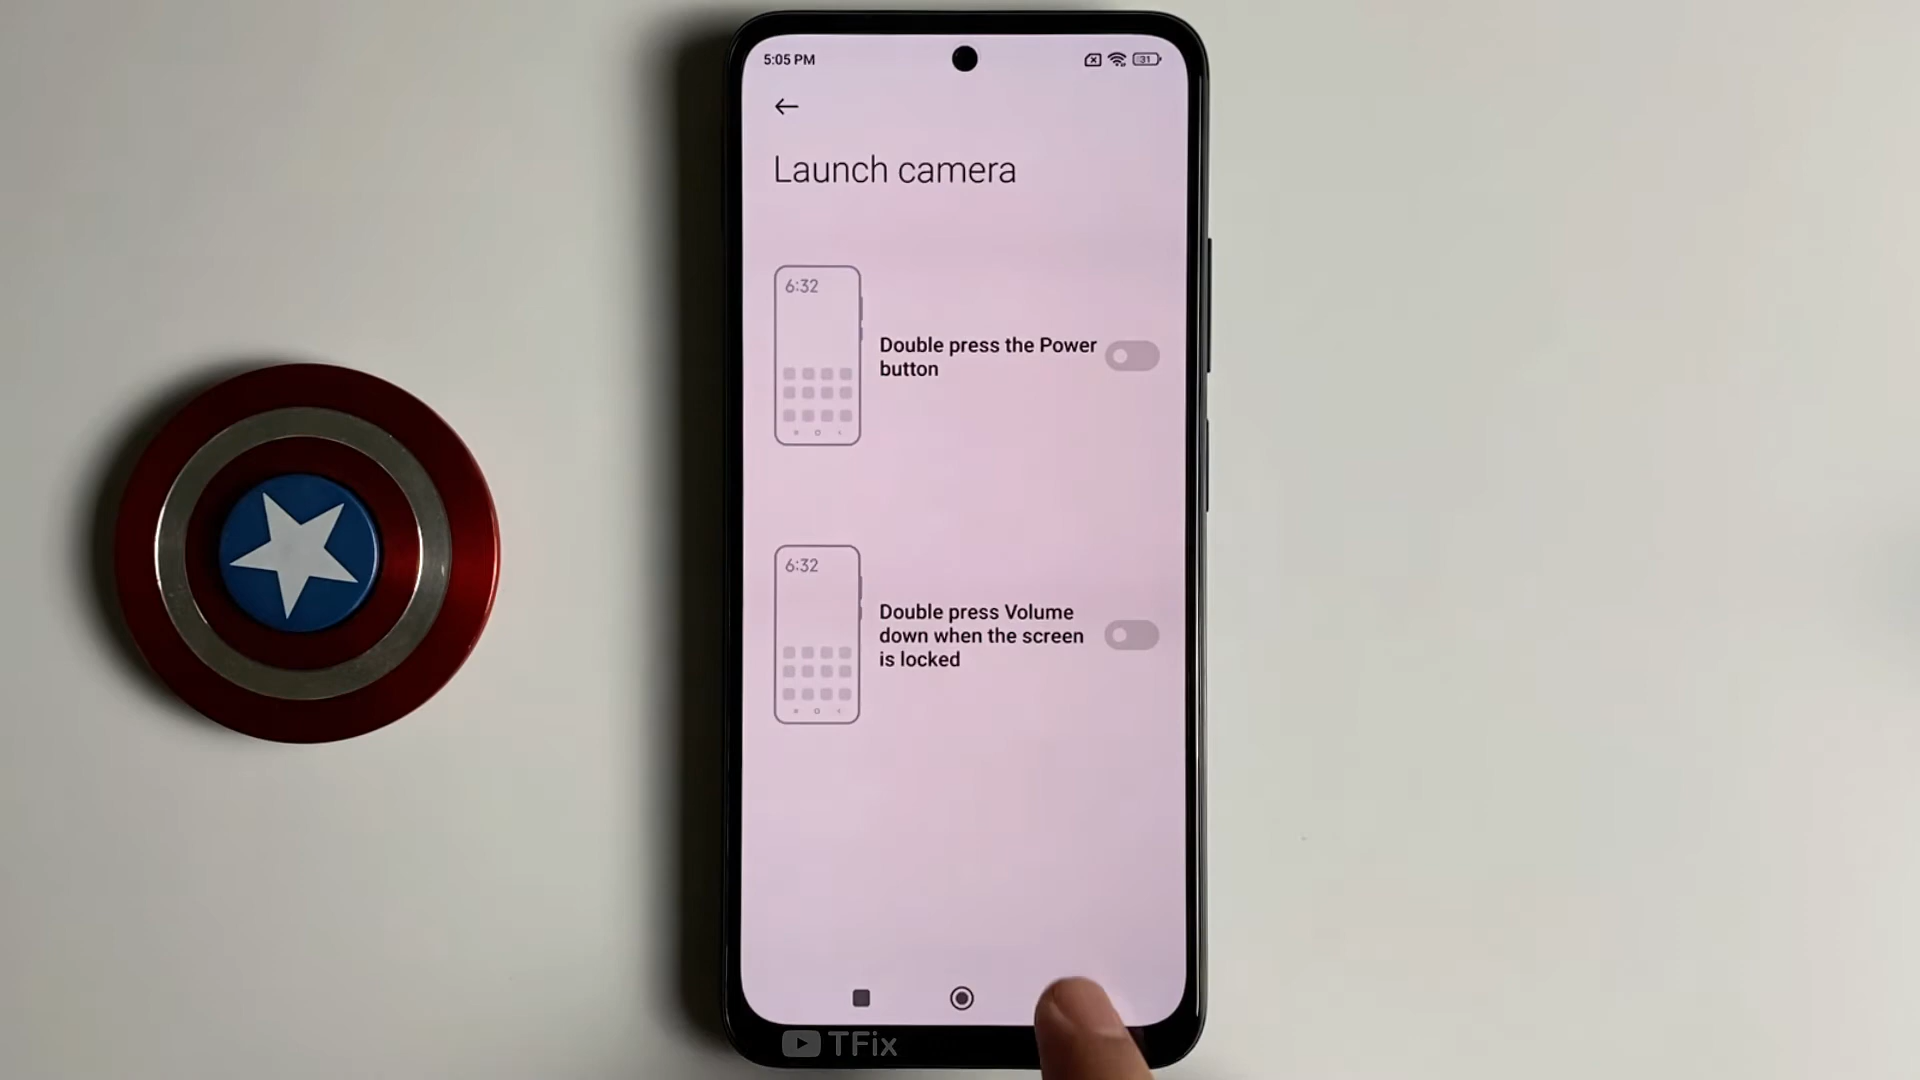 5:05 PM
31
Launch camera
6:32
Double press the Power
button
6:32
Double press Volume
down when the screen
is locked
TFix